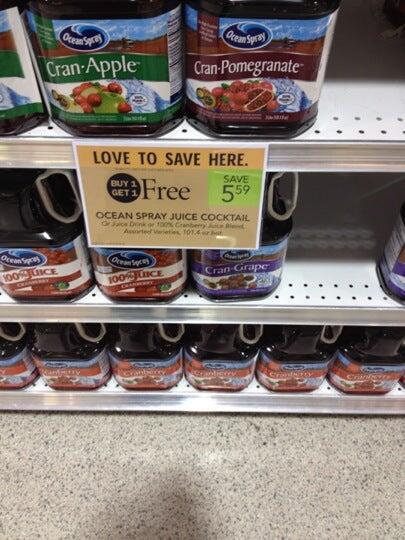 Ocean Spray
Cran•Apple
Ocean Spray
Cran•Pomegranate
LOVE TO SAVE HERE.
BUY 1
GET 1
Free
SAVE
5.59
OCEAN SPRAY JUICE COCKTAIL
Or Juice Drink or 100% Cranberry Juice Blend,
Assorted Varieties, 101.4 oz bot.
Ocean Spray
100% JUICE
CRANBERRY
Ocean Spray
100% JUICE
CRANBERRY
Ocean Spray
Cran•Grape
Cranberry
Cranberry
Cranberry
Cranberry
Cranberry